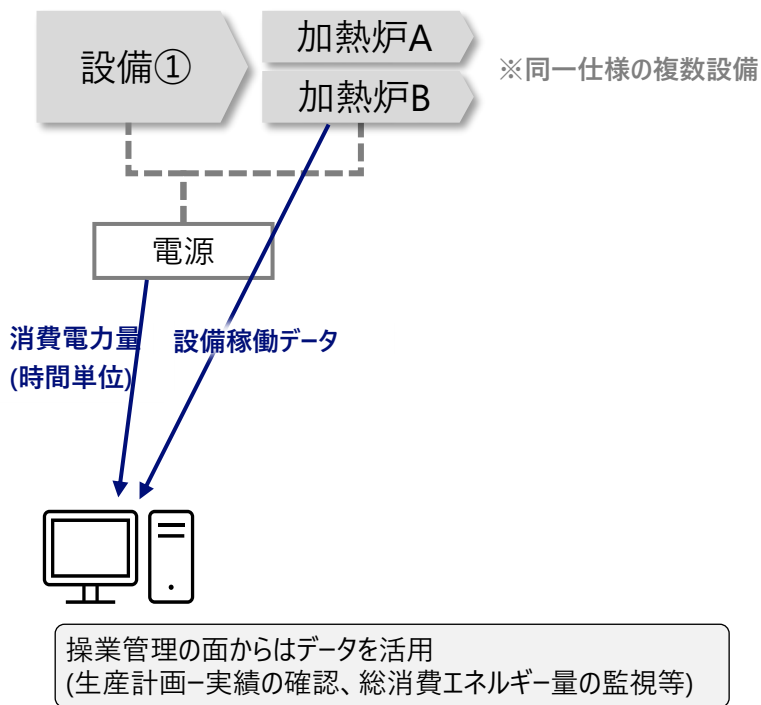 設備①
加熱炉A
加熱炉B
※同一仕様の複数設備
電源
消費電力量
(時間単位)
設備稼働データ
操業管理の面からはデータを活用
(生産計画−実績の確認、総消費エネルギー量の監視等)